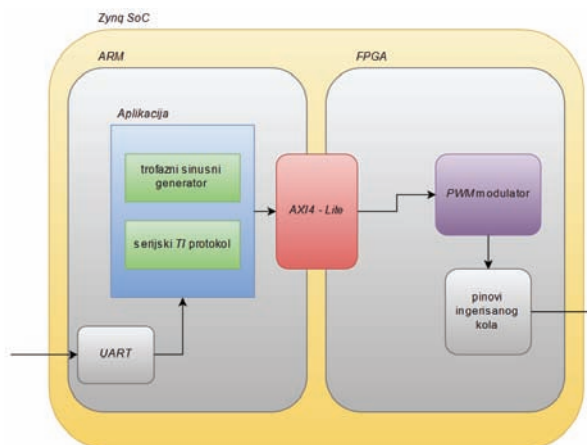 Zynq SoC
ARM
FPGA
Aplikacija
trofazni sinusni
generator
serijski TI protokol
AXI4 - Lite
PWM modulator
pinovi
ingerisanog
kola
UART